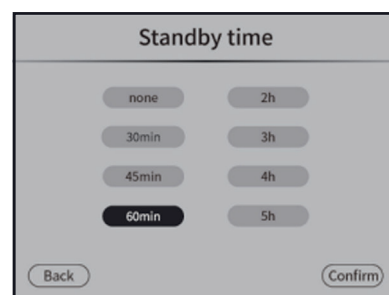 Standby time
none
2h
30min
3h
45min
4h
60min
5h
Back
Confirm